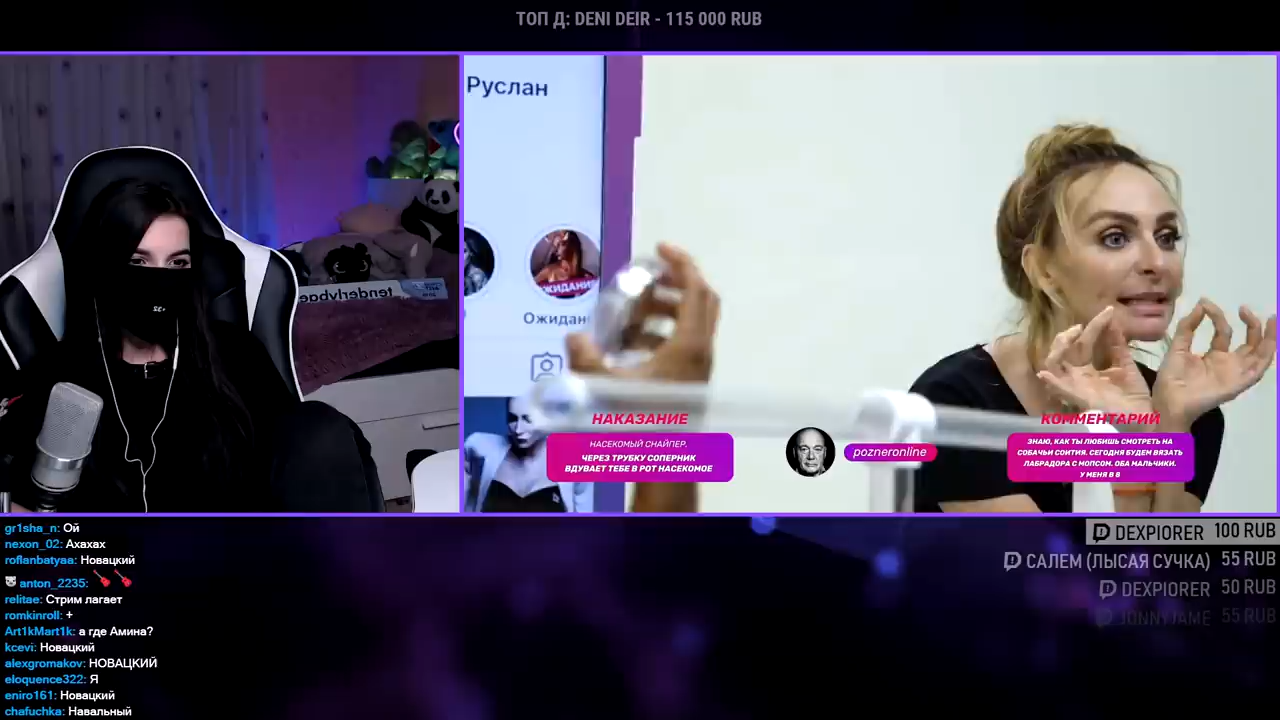 ТОП Д: DENI DEIR - 115 000 RUB
Руслан
ЖИДАНИ
Ожидани
tenderlybae
НАКАЗАНИЕ
НАСЕКОМЫЙ СНАЙПЕР.
ЧЕРЕЗ ТРУБКУ СОПЕРНИК
ВДУВАЕТ ТЕБЕ В РОТ НАСЕКОМОЕ
pozneronline
КОММЕНТАРИЙ
ЗНАЮ, КАК ТЫ ЛЮБИШЬ СМОТРЕТЬ НА
СОБАЧЬИ СОИТИЯ. СЕГОДНЯ БУДЕМ ВЯЗАТЬ
ЛАБРАДОРА С МОПСОМ. ОБА МАЛЬЧИКИ.
У МЕНЯ В 8
gr1sha_n: Ой
nexon_02: Ахахах
roflanbatyaa: Новацкий
anton_2235:
relitae: Стрим лагает
romkinroll: +
Art1kMart1k: а где Амина?
kcevi: Новацкий
alexgromakov: НОВАЦКИЙ
eloquence322: Я
eniro161: Новацкий
chafuchka: Навальный
DEXPIORER 100 RUB
САЛЕМ (ЛЫСАЯ СУЧКА) 55 RUB
DEXPIORER 50 RUB
JONNYJAME 55 RUB